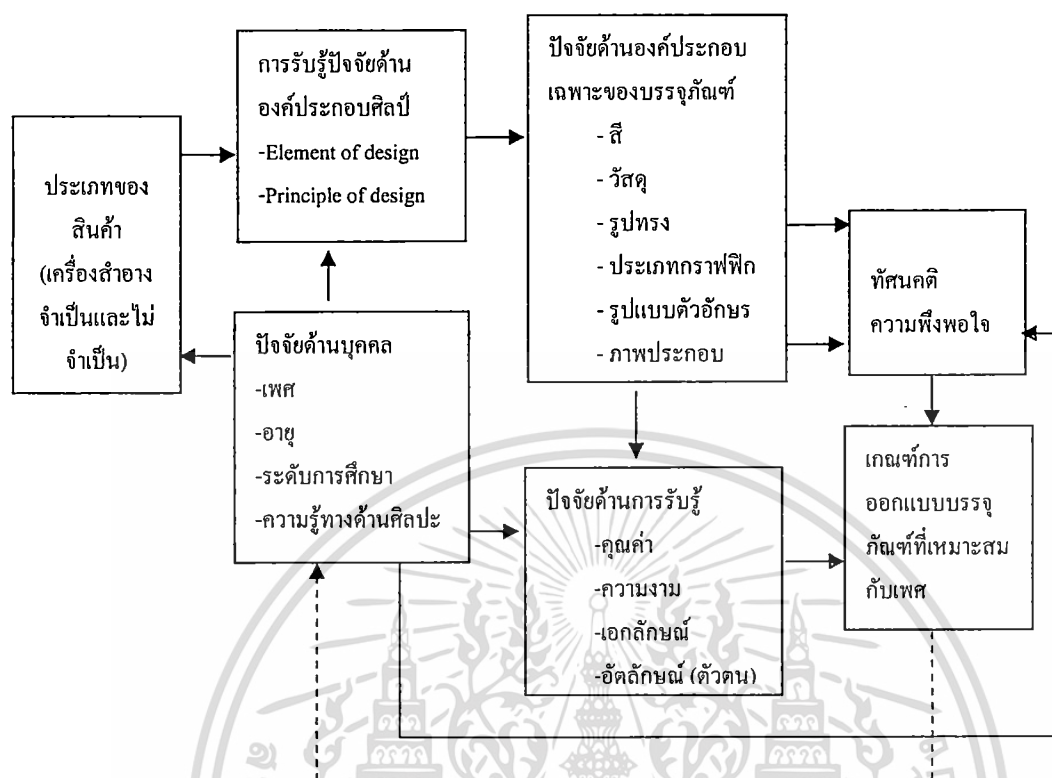 ประเภทของ
สินค้า
(เครื่องสำอาง
จำเป็นและไม่
จำเป็น)
การรับรู้ปัจจัยด้าน
องค์ประกอบศิลป์
-Element of design
-Principle of design
ปัจจัยด้านบุคคล
-เพศ
-อายุ
-ระดับการศึกษา
-ความรู้ทางด้านศิลปะ
ปัจจัยด้านองค์ประกอบ
เฉพาะของบรรจุภัณฑ์
- สี
- วัสดุ
- รูปทรง
- ประเภทกราฟฟิก
- รูปแบบตัวอักษร
- ภาพประกอบ
ปัจจัยด้านการรับรู้
-คุณค่า
-ความงาม
-เอกลักษณ์
-อัตลักษณ์ (ตัวตน)
ทัศนคติ
ความพึงพอใจ
เกณฑ์การ
ออกแบบบรรจุ
ภัณฑ์ที่เหมาะสม
กับเพศ